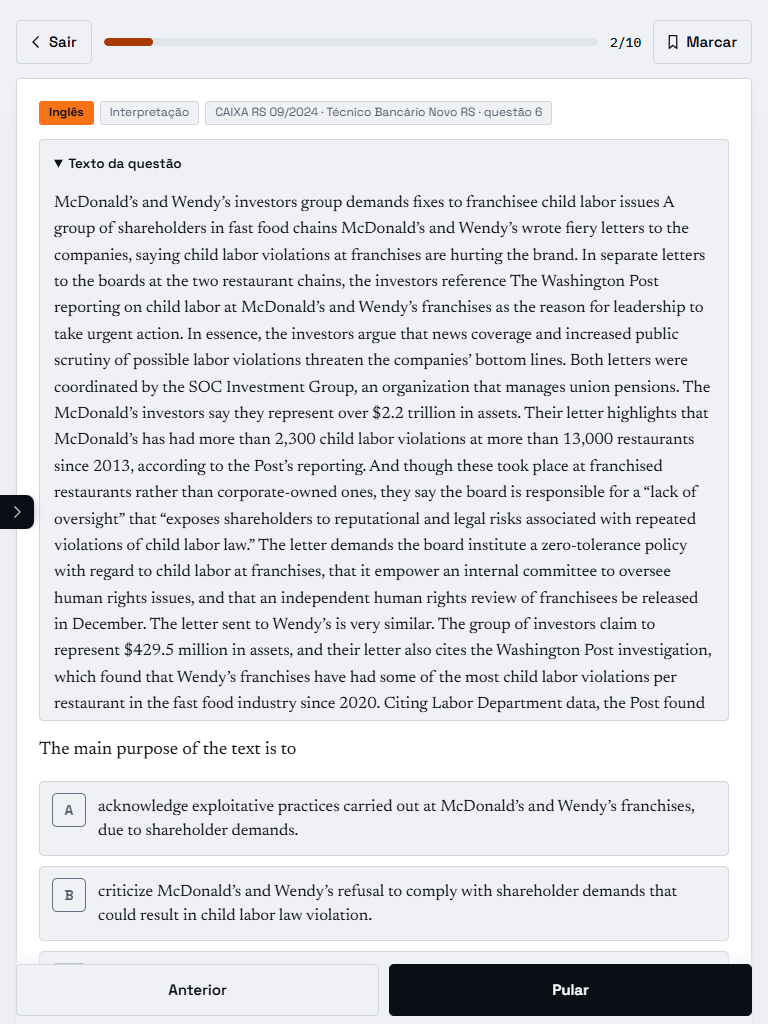 Sair
2/10
Marcar
Inglês
Interpretação
CAIXA RS 09/2024 · Técnico Bancário Novo RS · questão 6
▼ Texto da questão
McDonald’s and Wendy’s investors group demands fixes to franchisee child labor issues A
group of shareholders in fast food chains McDonald’s and Wendy’s wrote fiery letters to the
companies, saying child labor violations at franchises are hurting the brand. In separate letters
to the boards at the two restaurant chains, the investors reference The Washington Post
reporting on child labor at McDonald’s and Wendy’s franchises as the reason for leadership to
take urgent action. In essence, the investors argue that news coverage and increased public
scrutiny of possible labor violations threaten the companies’ bottom lines. Both letters were
coordinated by the SOC Investment Group, an organization that manages union pensions. The
McDonald’s investors say they represent over $2.2 trillion in assets. Their letter highlights that
McDonald’s has had more than 2,300 child labor violations at more than 13,000 restaurants
since 2013, according to the Post’s reporting. And though these took place at franchised
restaurants rather than corporate-owned ones, they say the board is responsible for a “lack of
oversight” that “exposes shareholders to reputational and legal risks associated with repeated
violations of child labor law.” The letter demands the board institute a zero-tolerance policy
with regard to child labor at franchises, that it empower an internal committee to oversee
human rights issues, and that an independent human rights review of franchisees be released
in December. The letter sent to Wendy’s is very similar. The group of investors claim to
represent $429.5 million in assets, and their letter also cites the Washington Post investigation,
which found that Wendy’s franchises have had some of the most child labor violations per
restaurant in the fast food industry since 2020. Citing Labor Department data, the Post found
The main purpose of the text is to
A
acknowledge exploitative practices carried out at McDonald’s and Wendy’s franchises,
due to shareholder demands.
B
criticize McDonald’s and Wendy’s refusal to comply with shareholder demands that
could result in child labor law violation.
Anterior
Pular